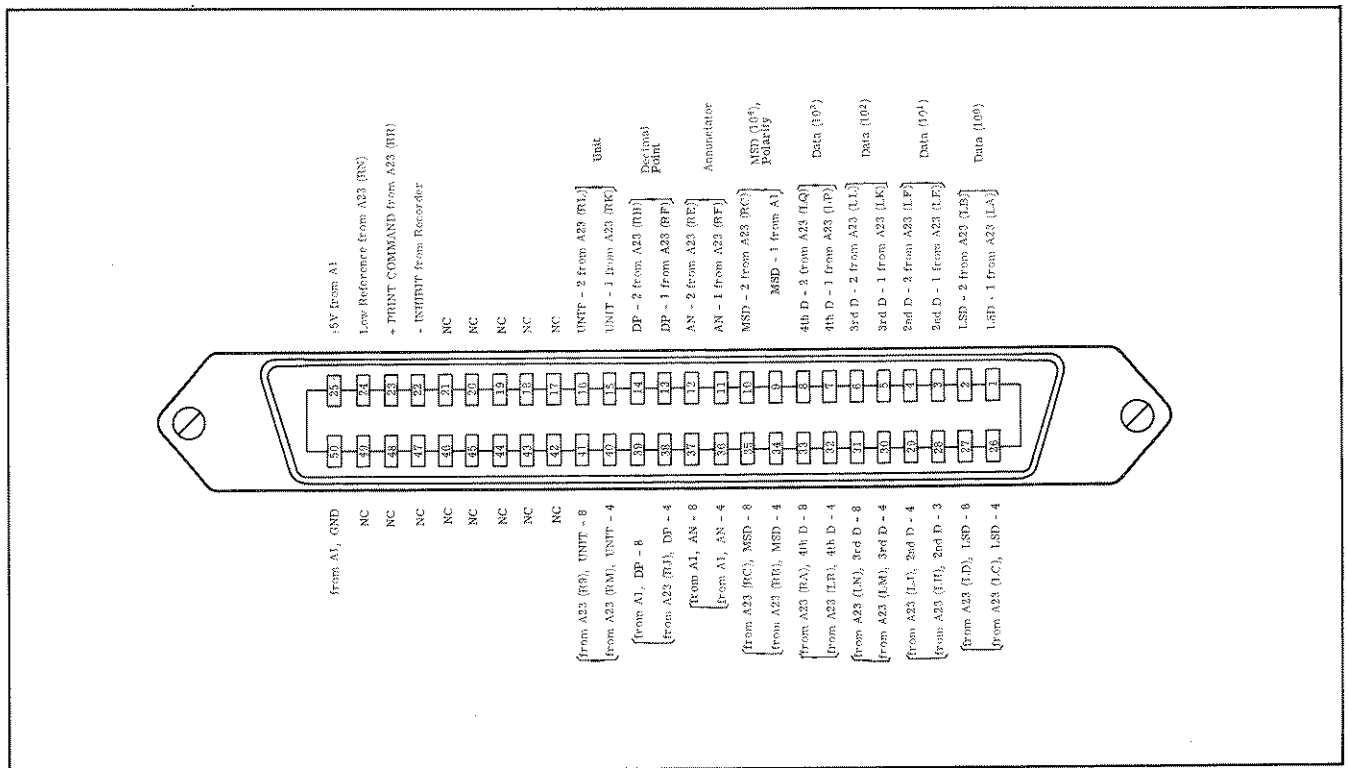 from A1
Low Reference from A23 (RN)
+ PRINT COMMAND from A23 (RR)
- INHIBIT from Recorder
NC
NC
NC
NC
NC
UNIT - 2 from A23 (RL)
UNIT - 1 from A23 (RK)
Unit
DP - 2 from A23 (RH)
DP - 1 from A23 (RF)
Decimal
Point
AN - 2 from A23 (RE)
AN - 1 from A23 (RF)
Annunciator
MSD - 2 from A23 (RC)
MSD - 1 from A1
MSD (10⁴),
Polarity
4th D - 2 from A23 (LQ)
4th D - 1 from A23 (LP)
Data (10³)
3rd D - 2 from A23 (LL)
3rd D - 1 from A23 (LK)
Data (10²)
2nd D - 2 from A23 (LF)
2nd D - 1 from A23 (LE)
Data (10¹)
LSD - 2 from A23 (LB)
LSD - 1 from A23 (LA)
Data (10⁰)
25
24
23
22
21
20
19
18
17
16
15
14
13
12
11
10
9
8
7
6
5
4
3
2
1
50
49
48
47
46
45
44
43
42
41
40
39
38
37
36
35
34
33
32
31
30
29
28
27
26
from A1, GND
NC
NC
NC
NC
NC
NC
NC
NC
from A23 (RS), UNIT - 8
from A23 (RM), UNIT - 4
from A1, DP - 8
from A23 (RJ), DP - 4
from A1, AN - 8
from A1, AN - 4
from A23 (RC), MSD - 8
from A23 (RB), MSD - 4
from A23 (RA), 4th D - 8
from A23 (LR), 4th D - 4
from A23 (LN), 3rd D - 8
from A23 (LM), 3rd D - 4
from A23 (LJ), 2nd D - 4
from A23 (LH), 2nd D - 3
from A23 (LD), LSD - 8
from A23 (LC), LSD - 4